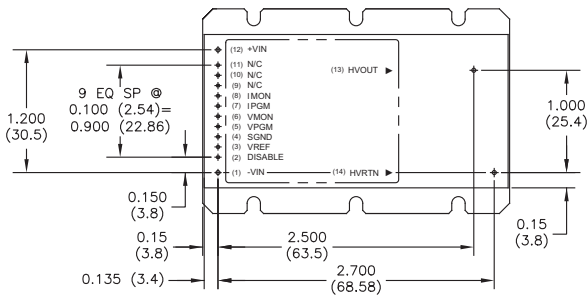 (12) +VIN
(11) N/C
(10) N/C
(9) N/C
(8) IMON
(7) IPGM
(6) VMON
(5) VPGM
(4) SGND
(3) VREF
(2) DISABLE
(1) -VIN
(13) HVOUT
(14) HVRTN
9 EQ SP @
0.100 (2.54)=
0.900 (22.86)
1.200
(30.5)
1.000
(25.4)
0.150
(3.8)
0.15
(3.8)
2.500
(63.5)
0.15
(3.8)
0.135 (3.4)
2.700
(68.58)